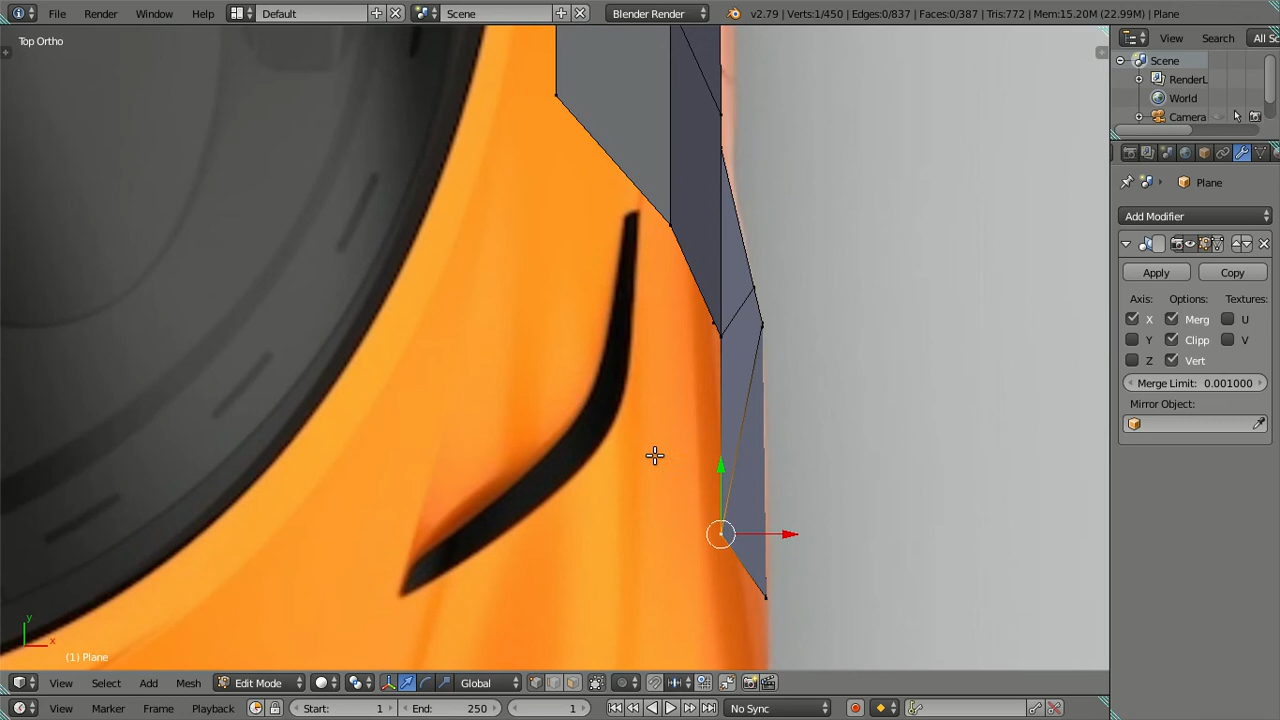 File Render Window Help Default Scene Blender Render v2.79 | Verts:1/450 | Edges:0/837 | Faces:0/387 | Tris:772 | Mem:15.20M (22.99M) | Plane
Top Ortho
View Search All Sc
Scene
RenderL
World
Camera
Plane
Add Modifier
Apply Copy
Axis: Options: Textures:
X Merg U
Y Clipp V
Z Vert
Merge Limit: 0.001000
Mirror Object:
y
x
(1) Plane
View Select Add Mesh Edit Mode Global
View Marker Frame Playback Start: 1 End: 250 1 No Sync